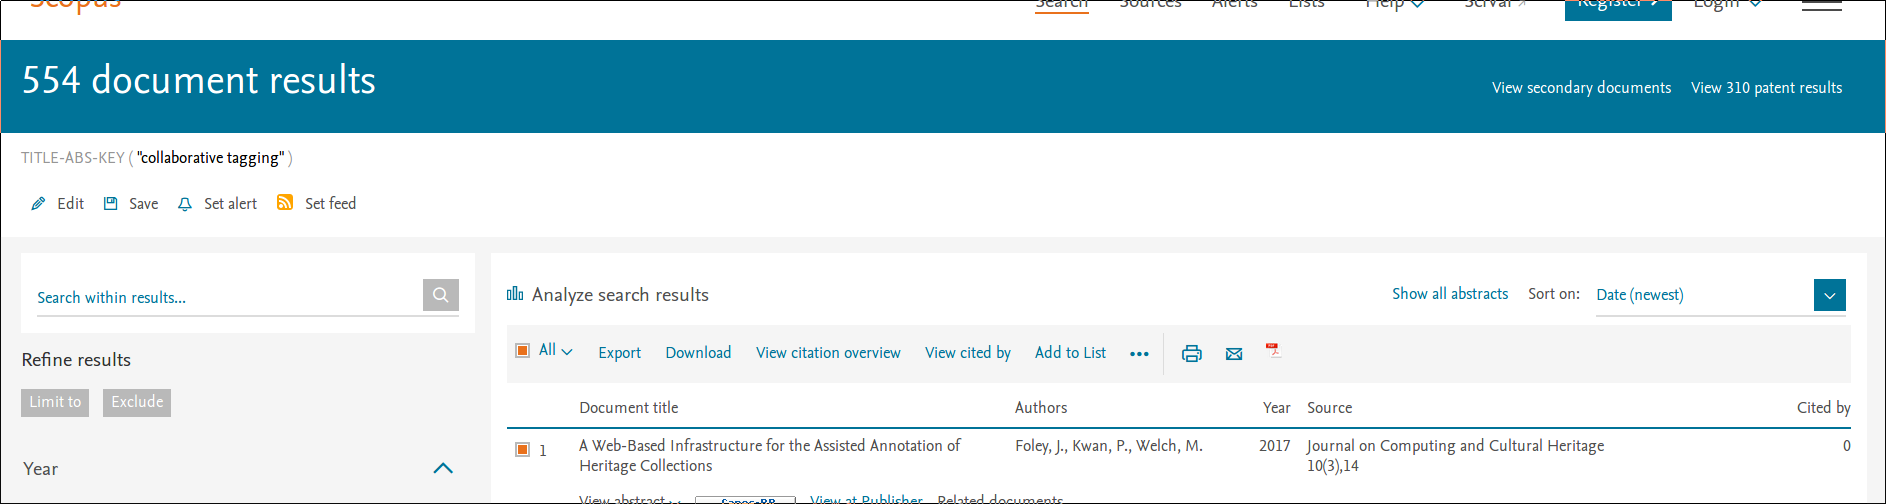 Scopus
Search Sources Alerts Lists Help SciVal Register Login
554 document results
View secondary documents View 310 patent results
TITLE-ABS-KEY ( "collaborative tagging" )
Edit Save Set alert Set feed
Search within results...
Analyze search results
Show all abstracts Sort on: Date (newest)
Refine results
Limit to Exclude
Year
All Export Download View citation overview View cited by Add to List •••
Document title Authors Year Source Cited by
1 A Web-Based Infrastructure for the Assisted Annotation of Heritage Collections
Foley, J., Kwan, P., Welch, M. 2017 Journal on Computing and Cultural Heritage 0
10(3),14
View abstract View at Publisher Related documents